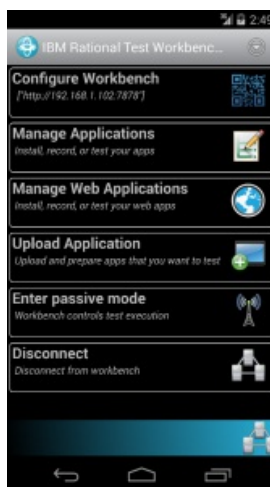 2:49
IBM Rational Test Workbenc...
Configure Workbench
["http://192.168.1.102:7878"]
Manage Applications
Install, record, or test your apps
Manage Web Applications
Install, record, or test your web apps
Upload Application
Upload and prepare apps that you want to test
Enter passive mode
Workbench controls test execution
Disconnect
Disconnect from workbench